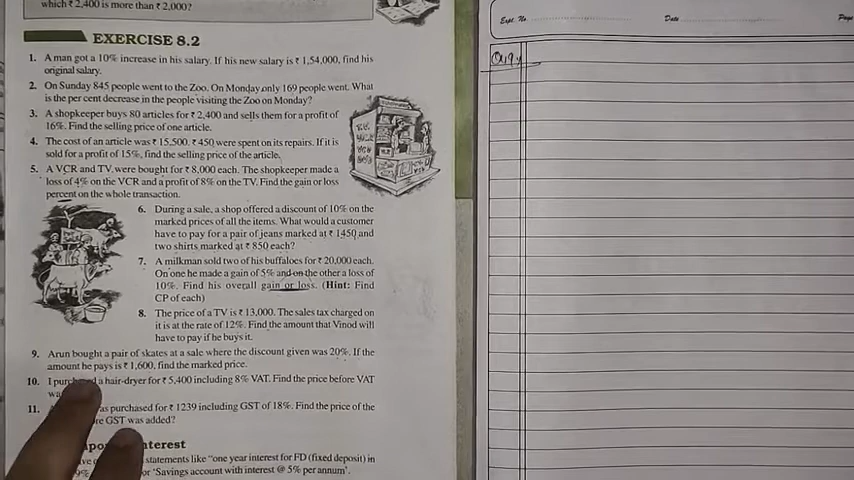 which ₹ 2,400 is more than ₹ 2,000?
EXERCISE 8.2
1. A man got a 10% increase in his salary. If his new salary is ₹ 1,54,000, find his
original salary.
2. On Sunday 845 people went to the Zoo. On Monday only 169 people went. What
is the per cent decrease in the people visiting the Zoo on Monday?
3. A shopkeeper buys 80 articles for ₹ 2,400 and sells them for a profit of
16%. Find the selling price of one article.
4. The cost of an article was ₹ 15,500. ₹ 450 were spent on its repairs. If it is
sold for a profit of 15%, find the selling price of the article.
5. A VCR and TV were bought for ₹ 8,000 each. The shopkeeper made a
loss of 4% on the VCR and a profit of 8% on the TV. Find the gain or loss
percent on the whole transaction.
6. During a sale, a shop offered a discount of 10% on the
marked prices of all the items. What would a customer
have to pay for a pair of jeans marked at ₹ 1450 and
two shirts marked at ₹ 850 each?
7. A milkman sold two of his buffaloes for ₹ 20,000 each.
On one he made a gain of 5% and on the other a loss of
10%. Find his overall gain or loss. (Hint: Find
CP of each)
8. The price of a TV is ₹ 13,000. The sales tax charged on
it is at the rate of 12%. Find the amount that Vinod will
have to pay if he buys it.
9. Arun bought a pair of skates at a sale where the discount given was 20%. If the
amount he pays is ₹ 1,600, find the marked price.
10. I a hair-dryer for ₹ 5,400 including 8% VAT. Find the price before VAT
11. as purchased for ₹ 1239 including GST of 18%. Find the price of the
GST was added?
statements like "one year interest for FD (fixed deposit) in
9% or 'Savings account with interest @ 5% per annum'.
Expt. No.
Date
Page